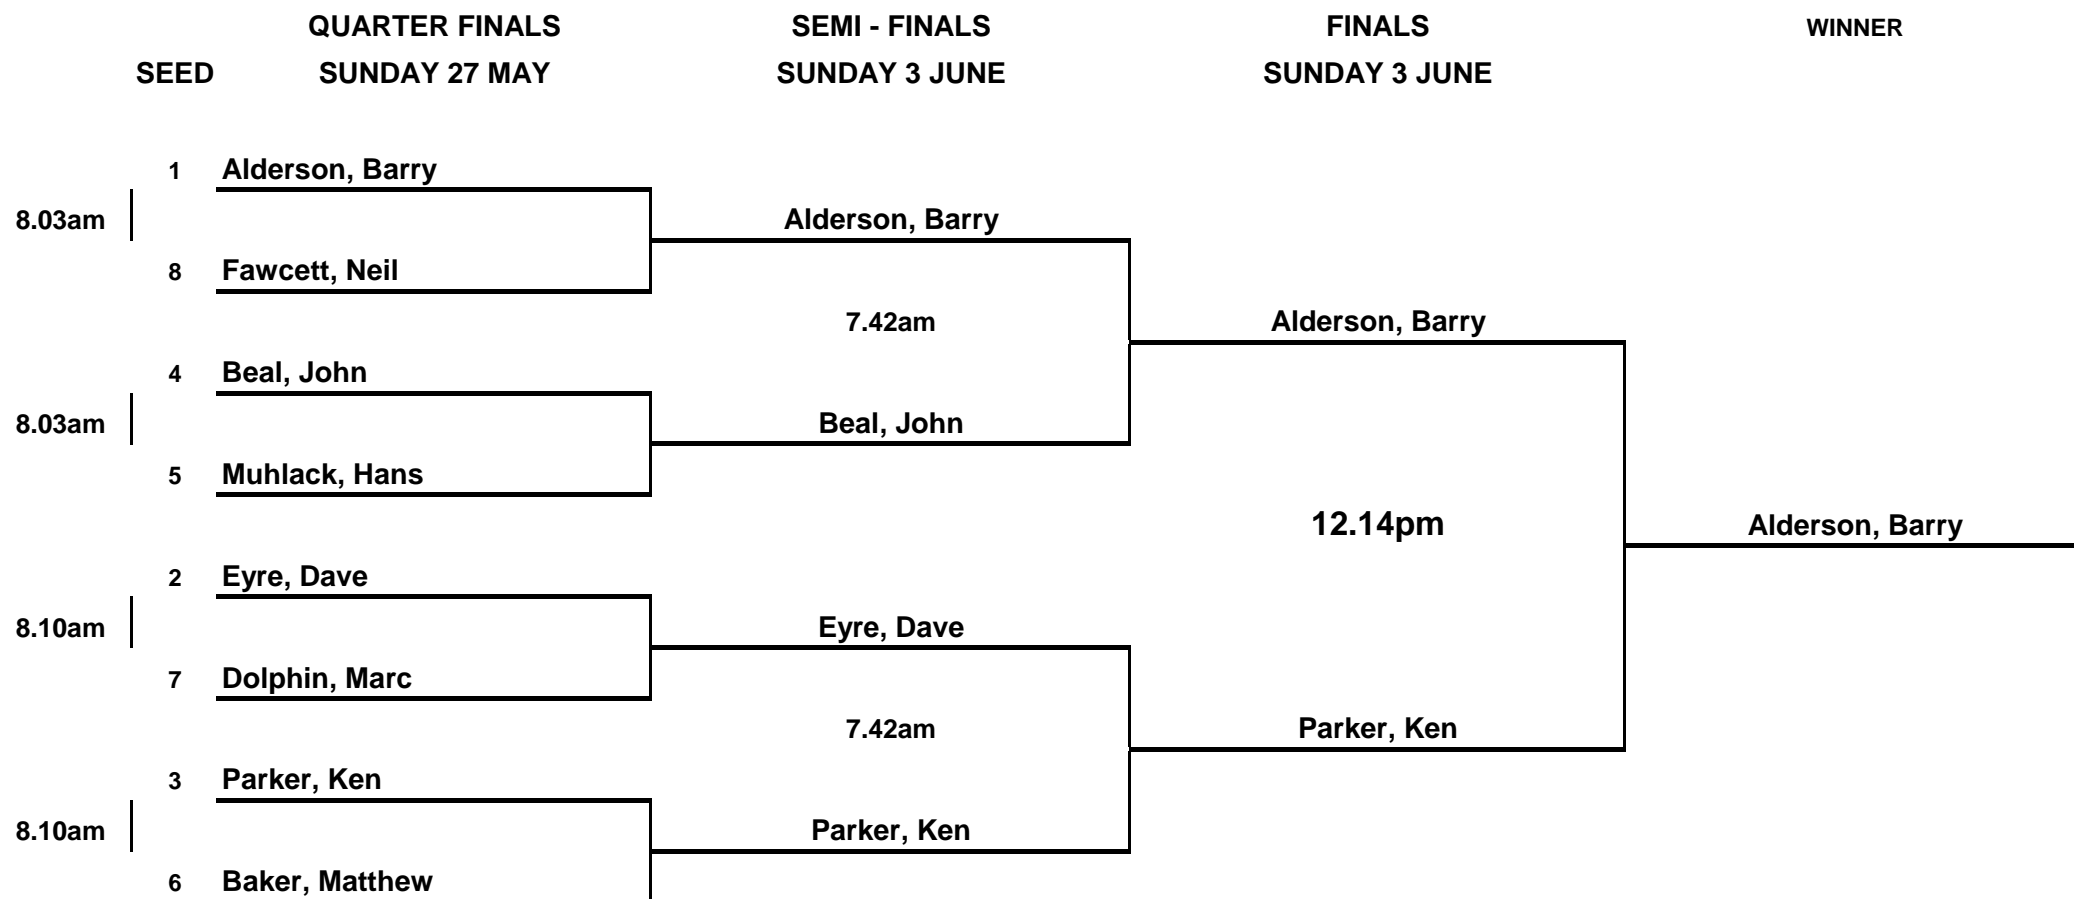 QUARTER FINALS SEMI - FINALS FINALS WINNER
SEED SUNDAY 27 MAY SUNDAY 3 JUNE SUNDAY 3 JUNE
1 Alderson, Barry
8.03am Alderson, Barry
8 Fawcett, Neil
7.42am Alderson, Barry
4 Beal, John
8.03am Beal, John
5 Muhlack, Hans
12.14pm Alderson, Barry
2 Eyre, Dave
8.10am Eyre, Dave
7 Dolphin, Marc
7.42am Parker, Ken
3 Parker, Ken
8.10am Parker, Ken
6 Baker, Matthew